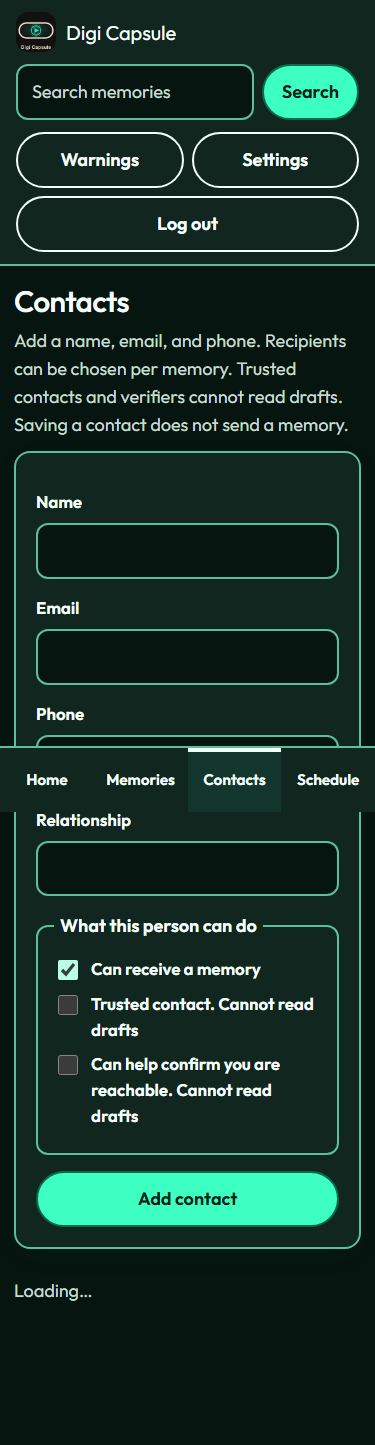 Digi Capsule
Digi Capsule
Search memories
Search
Warnings
Settings
Log out
Contacts
Add a name, email, and phone. Recipients
can be chosen per memory. Trusted
contacts and verifiers cannot read drafts.
Saving a contact does not send a memory.
Name
Email
Phone
Home
Memories
Contacts
Schedule
Relationship
What this person can do
Can receive a memory
Trusted contact. Cannot read
drafts
Can help confirm you are
reachable. Cannot read
drafts
Add contact
Loading...